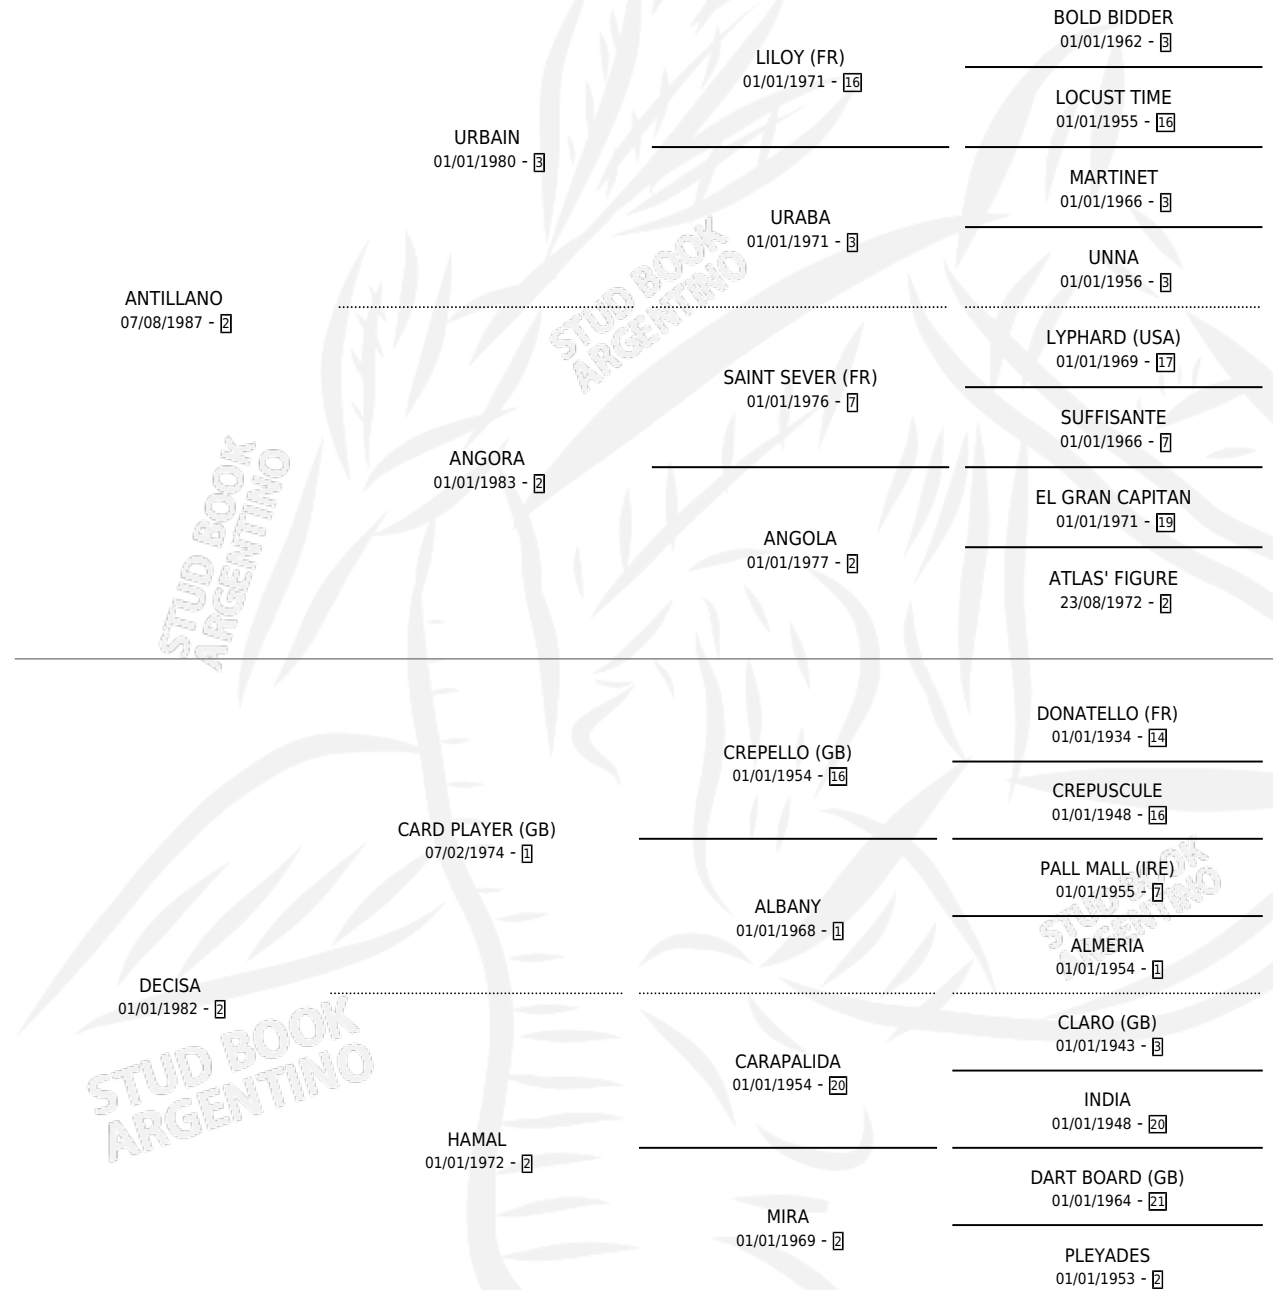 BOLD BIDDER
01/01/1962 - 3
LILOY (FR)
01/01/1971 - 16
LOCUST TIME
01/01/1955 - 16
URBAIN
01/01/1980 - 3
MARTINET
01/01/1966 - 3
URABA
01/01/1971 - 3
UNNA
01/01/1956 - 3
ANTILLANO
07/08/1987 - 2
LYPHARD (USA)
01/01/1969 - 17
SAINT SEVER (FR)
01/01/1976 - 7
SUFFISANTE
01/01/1966 - 7
ANGORA
01/01/1983 - 2
EL GRAN CAPITAN
01/01/1971 - 19
ANGOLA
01/01/1977 - 2
ATLAS' FIGURE
23/08/1972 - 2
STUD BOOK
ARGENTINO
STUD BOOK
ARGENTINO
DONATELLO (FR)
01/01/1934 - 14
CREPELLO (GB)
01/01/1954 - 16
CREPUSCULE
01/01/1948 - 16
CARD PLAYER (GB)
07/02/1974 - 1
PALL MALL (IRE)
01/01/1955 - 7
ALBANY
01/01/1968 - 1
ALMERIA
01/01/1954 - 1
STUD BOOK
ARGENTINO
DECISA
01/01/1982 - 2
CLARO (GB)
01/01/1943 - 3
CARAPALIDA
01/01/1954 - 20
INDIA
01/01/1948 - 20
HAMAL
01/01/1972 - 2
DART BOARD (GB)
01/01/1964 - 21
MIRA
01/01/1969 - 2
PLEYADES
01/01/1953 - 2
STUD BOOK
ARGENTINO